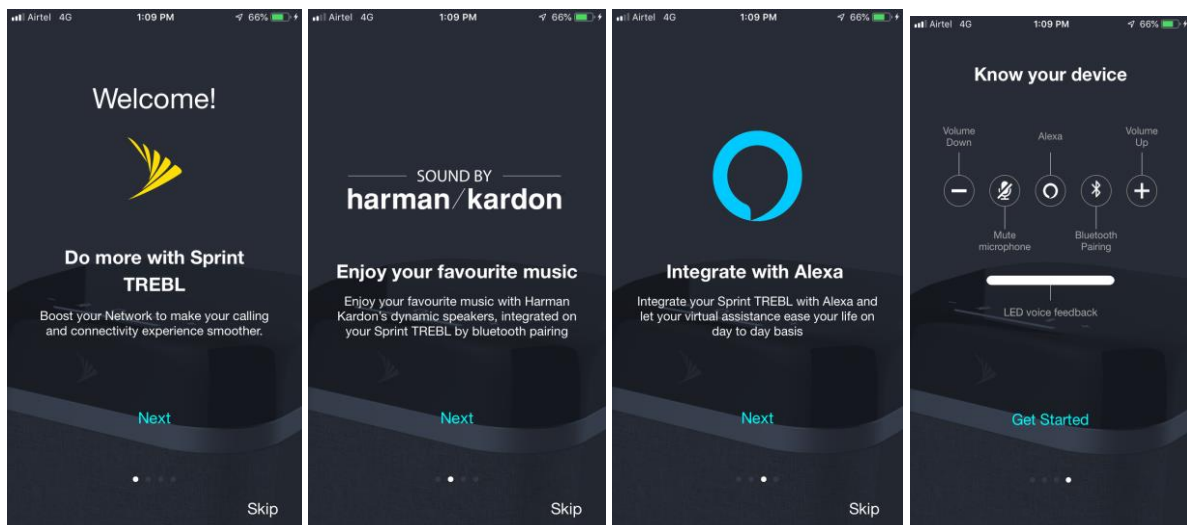 Airtel 4G 1:09 PM 66%
Welcome!
Do more with Sprint
TREBL
Boost your Network to make your calling
and connectivity experience smoother.
Next
Skip
Airtel 4G 1:09 PM 66%
SOUND BY
harman/kardon
Enjoy your favourite music
Enjoy your favourite music with Harman
Kardon's dynamic speakers, integrated on
your Sprint TREBL by bluetooth pairing
Next
Skip
Airtel 4G 1:09 PM 66%
Integrate with Alexa
Integrate your Sprint TREBL with Alexa and
let your virtual assistance ease your life on
day to day basis
Next
Skip
Airtel 4G 1:09 PM 66%
Know your device
Volume
Down
Alexa
Volume
Up
Mute
microphone
Bluetooth
Pairing
LED voice feedback
Get Started